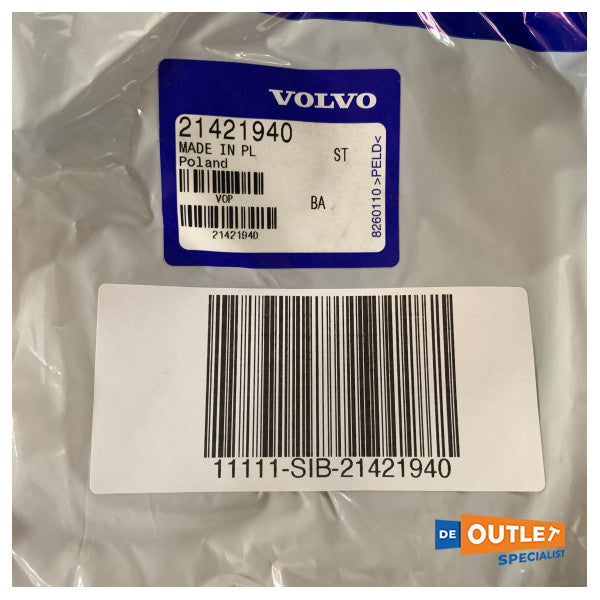 VOLVO
21421940
MADE IN PL ST
Poland
VOP BA
21421940
8260110 >PELD<
11111-SIB-21421940
DE OUTLET
SPECIALIST